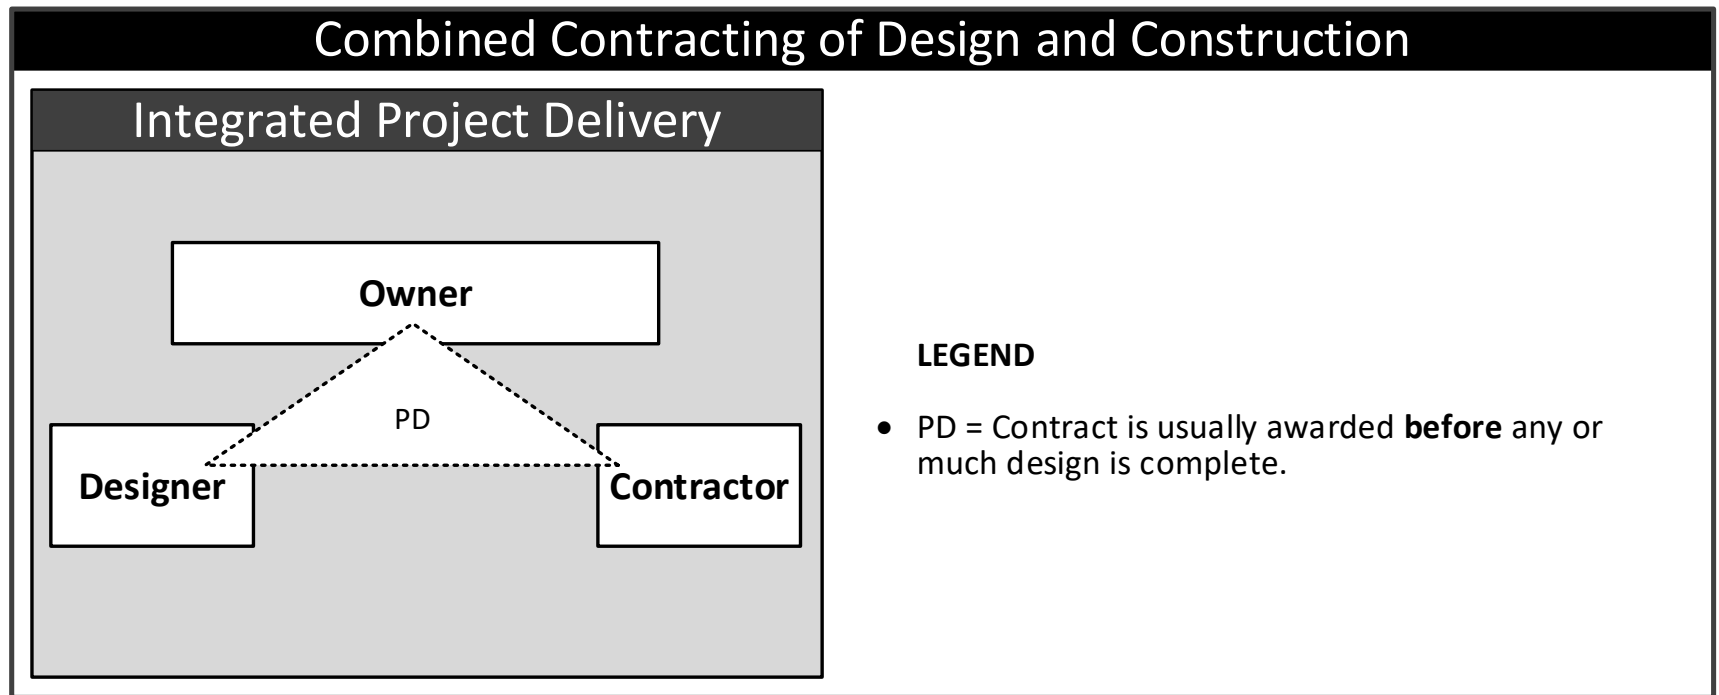 Combined Contracting of Design and Construction
Integrated Project Delivery
Owner
PD
Designer
Contractor
LEGEND
• PD = Contract is usually awarded before any or
much design is complete.